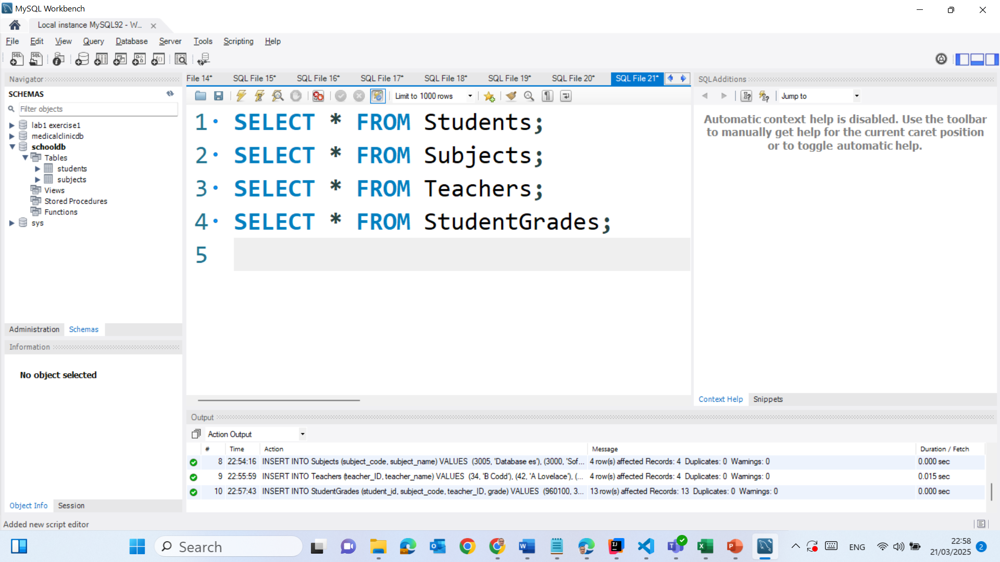 MySQL Workbench
Local instance MySQL92 - W...
File Edit View Query Database Server Tools Scripting Help
Navigator
SCHEMAS
Filter objects
lab1 exercise1
medicalclinicdb
schooldb
Tables
students
subjects
Views
Stored Procedures
Functions
sys
Administration Schemas
Information
No object selected
Object Info Session
Added new script editor
File 14* SQL File 15* SQL File 16* SQL File 17* SQL File 18* SQL File 19* SQL File 20* SQL File 21*
Limit to 1000 rows
1 SELECT * FROM Students;
2 SELECT * FROM Subjects;
3 SELECT * FROM Teachers;
4 SELECT * FROM StudentGrades;
5
SQLAdditions
Jump to
Automatic context help is disabled. Use the toolbar
to manually get help for the current caret position
or to toggle automatic help.
Context Help Snippets
Output
Action Output
# Time Action Message Duration / Fetch
8 22:54:16 INSERT INTO Subjects (subject_code, subject_name) VALUES (3005, 'Database es'), (3000, 'Sof... 4 row(s) affected Records: 4 Duplicates: 0 Warnings: 0 0.000 sec
9 22:55:59 INSERT INTO Teachers (teacher_ID, teacher_name) VALUES (34, 'B Codd'), (42, 'A Lovelace'), (... 4 row(s) affected Records: 4 Duplicates: 0 Warnings: 0 0.015 sec
10 22:57:43 INSERT INTO StudentGrades (student_id, subject_code, teacher_ID, grade) VALUES (960100, 3... 13 row(s) affected Records: 13 Duplicates: 0 Warnings: 0 0.000 sec
Search
ENG
22:58
21/03/2025
2